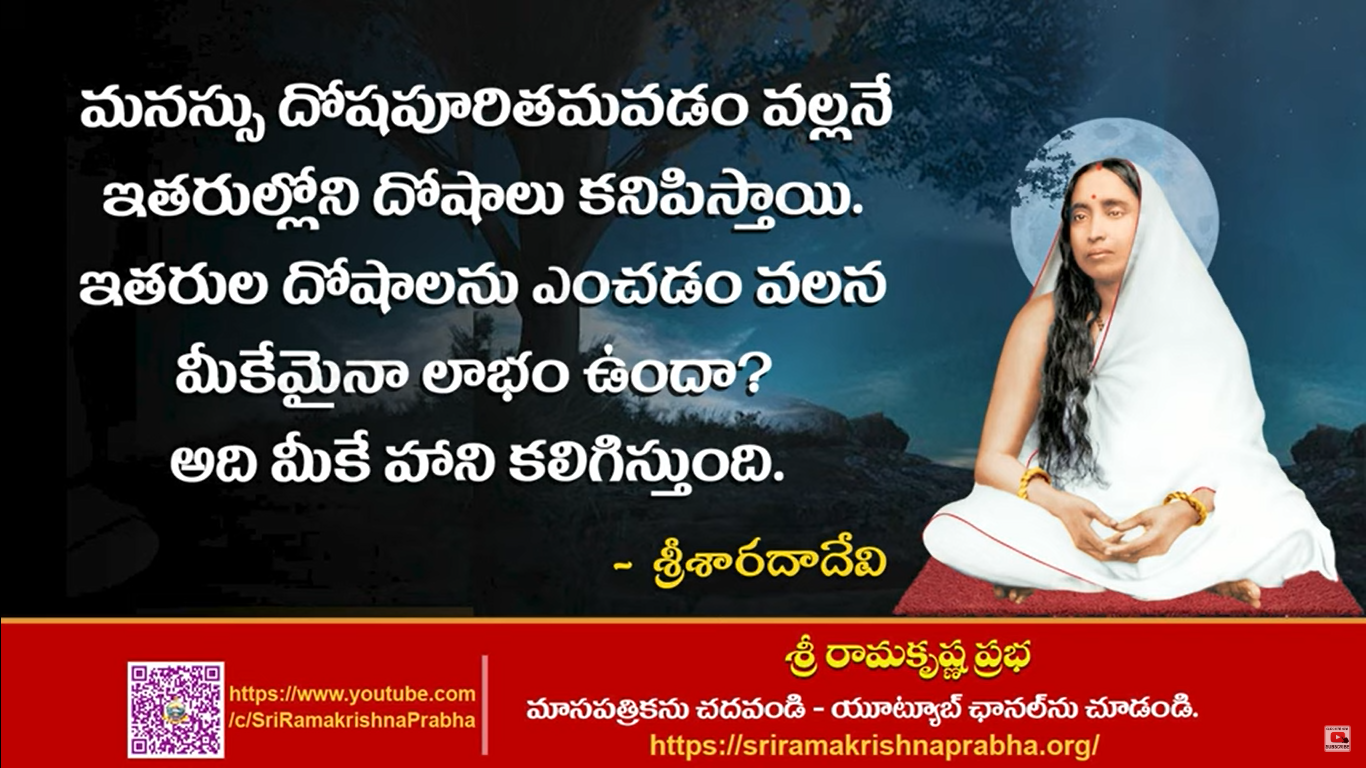 మనస్సు దోషపూరితమవడం వల్లనే
ఇతరుల్లోని దోషాలు కనిపిస్తాయి.
ఇతరుల దోషాలను ఎంచడం వలన
మీకేమైనా లాభం ఉందా?
అది మీకే హాని కలిగిస్తుంది.
- శ్రీశారదాదేవి
శ్రీ రామకృష్ణ ప్రభ
https://www.youtube.com
/c/SriRamakrishnaPrabha
మాసపత్రికను చదవండి - యూట్యూబ్ ఛానల్‌ను చూడండి.
https://sriramakrishnaprabha.org/
SUBSCRIBE